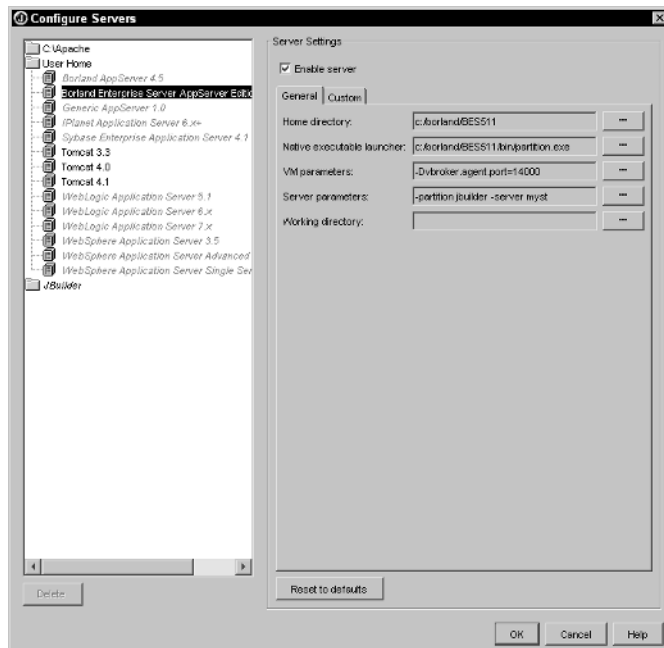 Configure Servers
C:\Apache
User Home
Borland AppServer 4.5
Borland Enterprise Server AppServer Editio
Generic AppServer 1.0
iPlanet Application Server 6.x+
Sybase Enterprise Application Server 4.1
Tomcat 3.3
Tomcat 4.0
Tomcat 4.1
WebLogic Application Server 5.1
WebLogic Application Server 6.x
WebLogic Application Server 7.x
WebSphere Application Server 3.5
WebSphere Application Server Advanced
WebSphere Application Server Single Ser
JBuilder
Delete
Server Settings
Enable server
General Custom
Home directory: c:/borland/BES511 ...
Native executable launcher: c:/borland/BES511/bin/partition.exe ...
VM parameters: -Dvbroker.agent.port=14000 ...
Server parameters: -partition jbuilder -server myst ...
Working directory: ...
Reset to defaults
OK Cancel Help